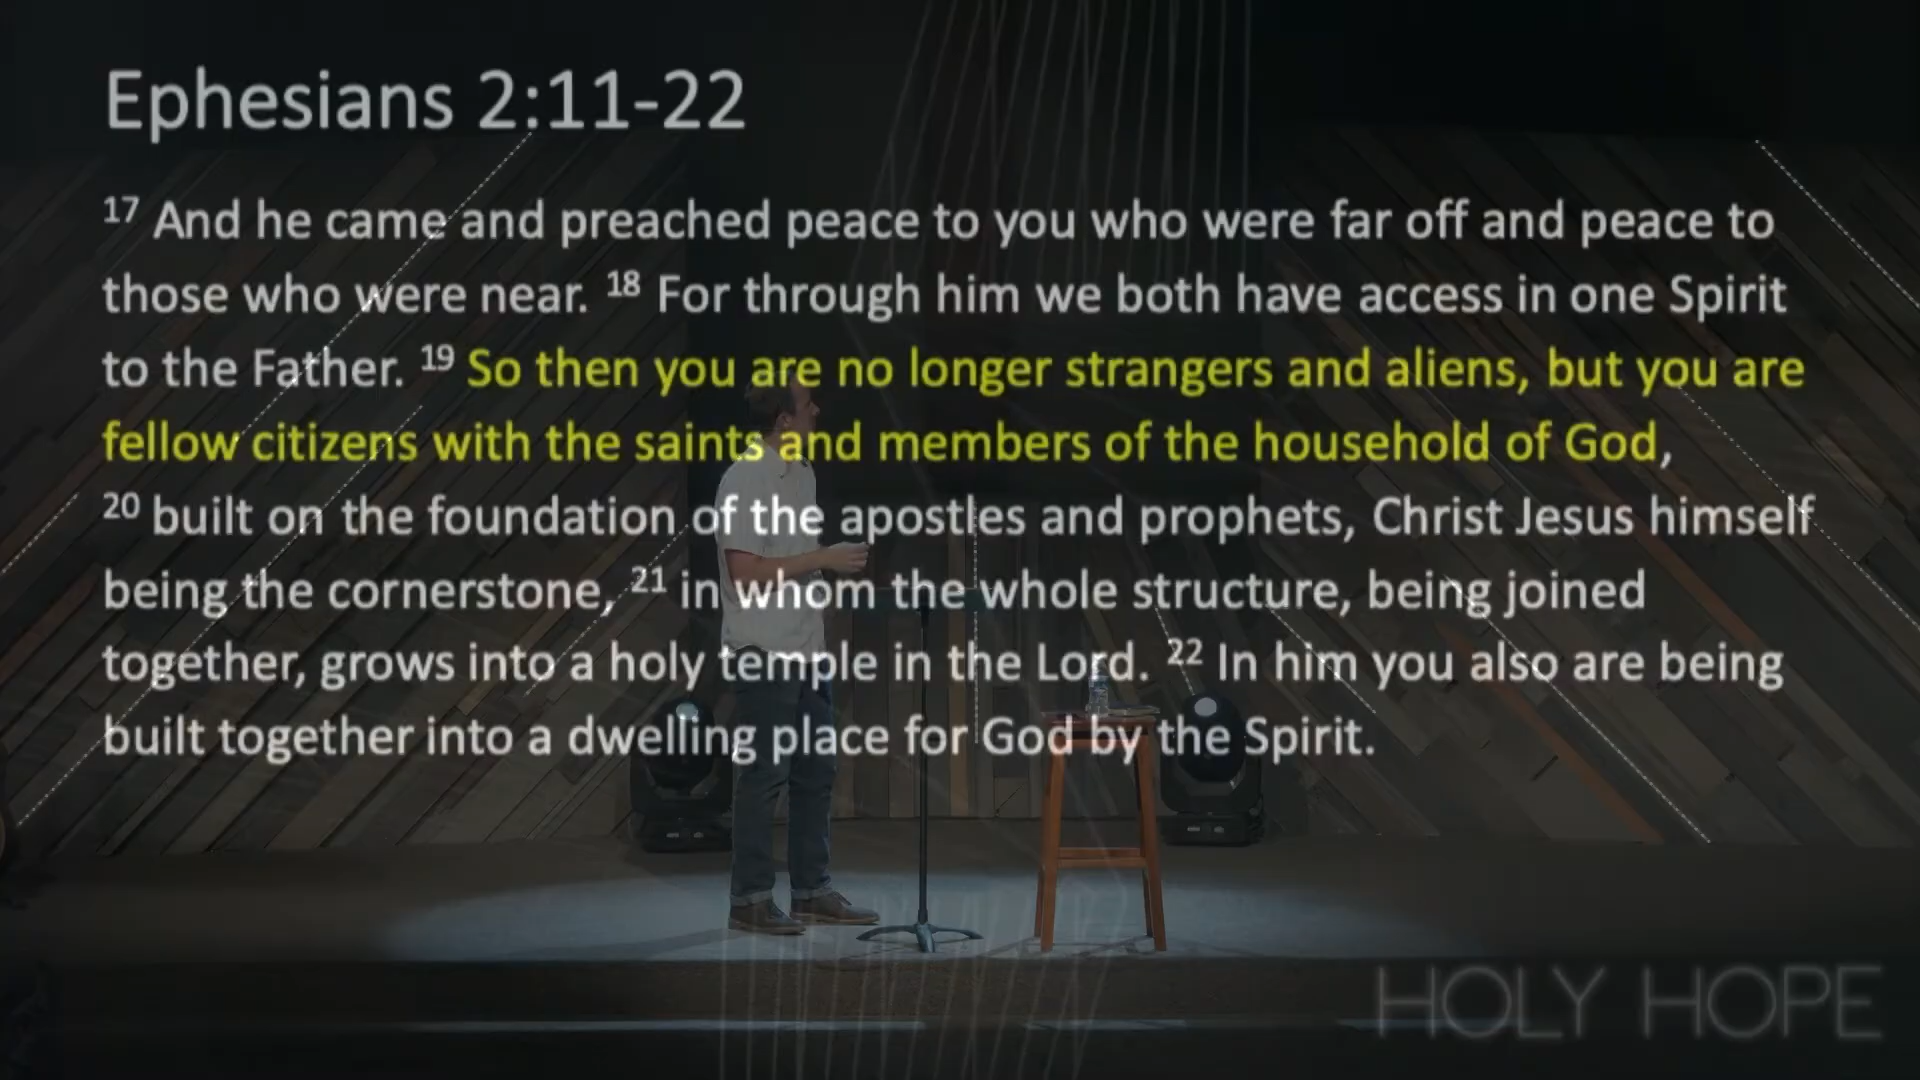 Ephesians 2:11-22
17 And he came and preached peace to you who were far off and peace to
those who were near. 18 For through him we both have access in one Spirit
to the Father. 19 So then you are no longer strangers and aliens, but you are
fellow citizens with the saints and members of the household of God,
20 built on the foundation of the apostles and prophets, Christ Jesus himself
being the cornerstone, 21 in whom the whole structure, being joined
together, grows into a holy temple in the Lord. 22 In him you also are being
built together into a dwelling place for God by the Spirit.
HOLY HOPE